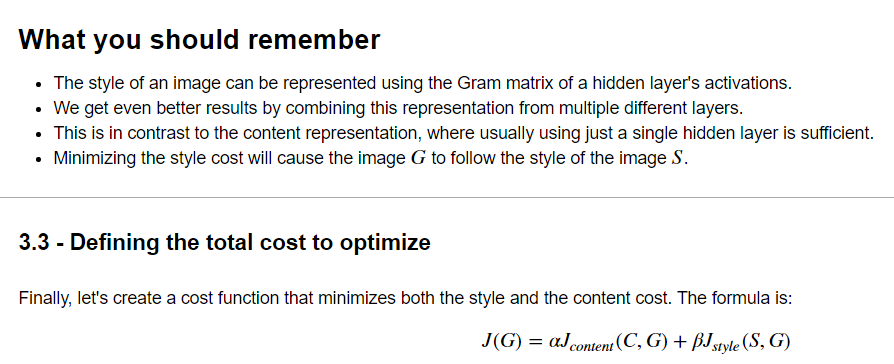 What you should remember
• The style of an image can be represented using the Gram matrix of a hidden layer's activations.
• We get even better results by combining this representation from multiple different layers.
• This is in contrast to the content representation, where usually using just a single hidden layer is sufficient.
• Minimizing the style cost will cause the image G to follow the style of the image S.
3.3 - Defining the total cost to optimize
Finally, let's create a cost function that minimizes both the style and the content cost. The formula is:
J(G) = αJ_content(C, G) + βJ_style(S, G)